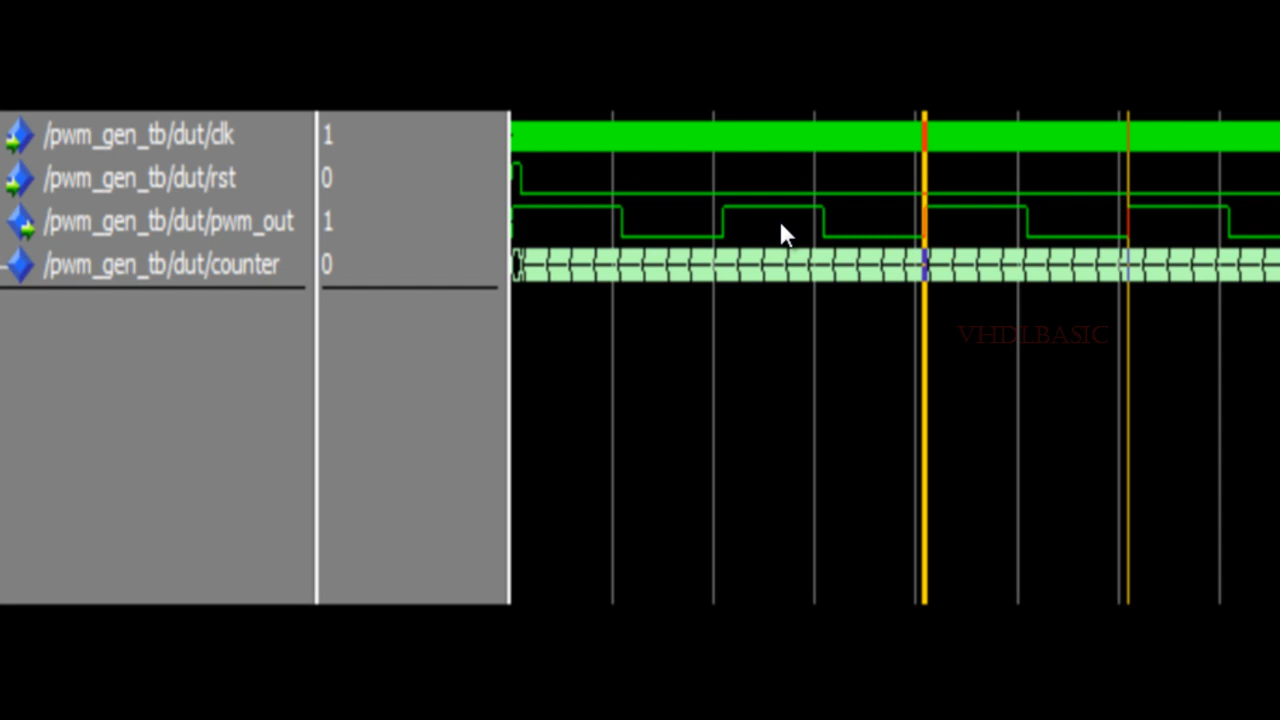 /pwm_gen_tb/dut/clk 1
/pwm_gen_tb/dut/rst 0
/pwm_gen_tb/dut/pwm_out 1
/pwm_gen_tb/dut/counter 0
VHDLBASIC